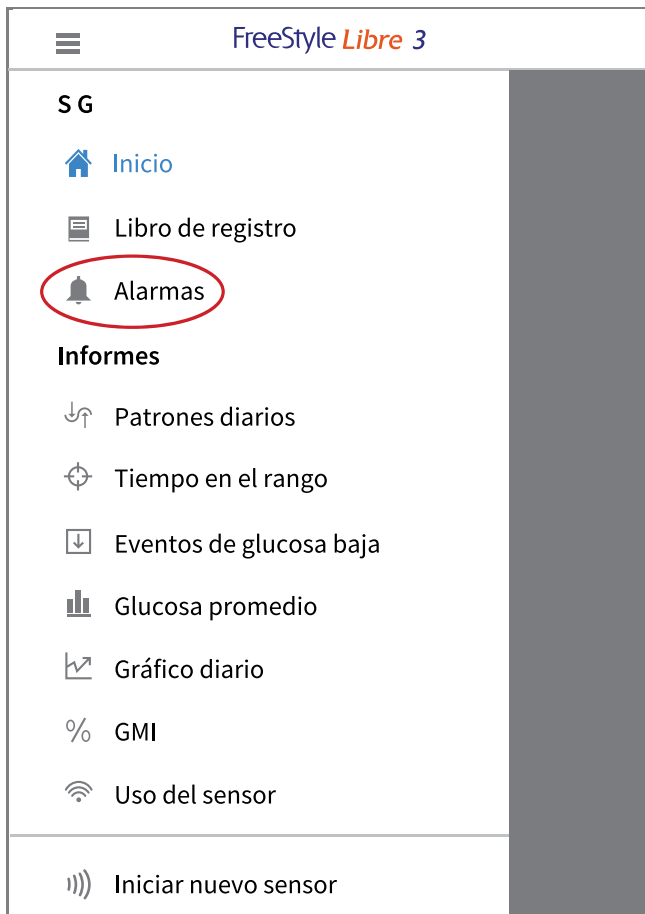 FreeStyle Libre 3
S G
Inicio
Libro de registro
Alarmas
Informes
Patrones diarios
Tiempo en el rango
Eventos de glucosa baja
Glucosa promedio
Gráfico diario
% GMI
Uso del sensor
Iniciar nuevo sensor